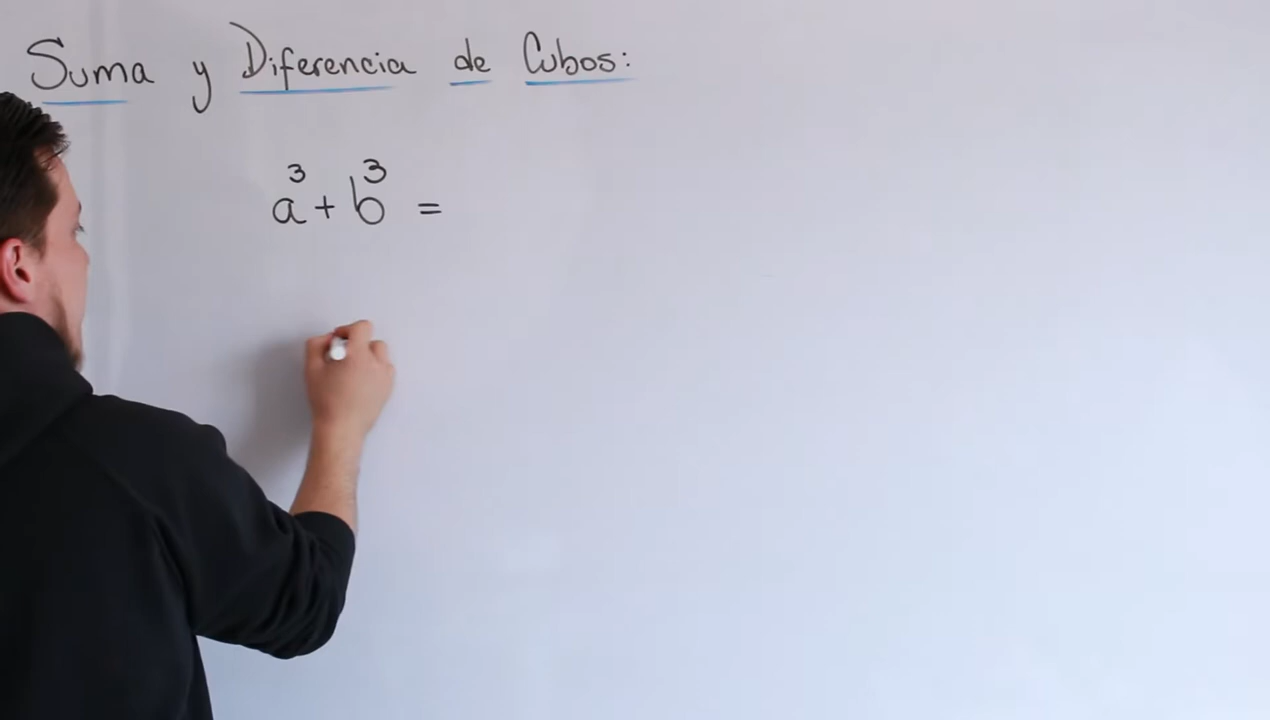 Suma y Diferencia de Cubos:
a³ + b³ =